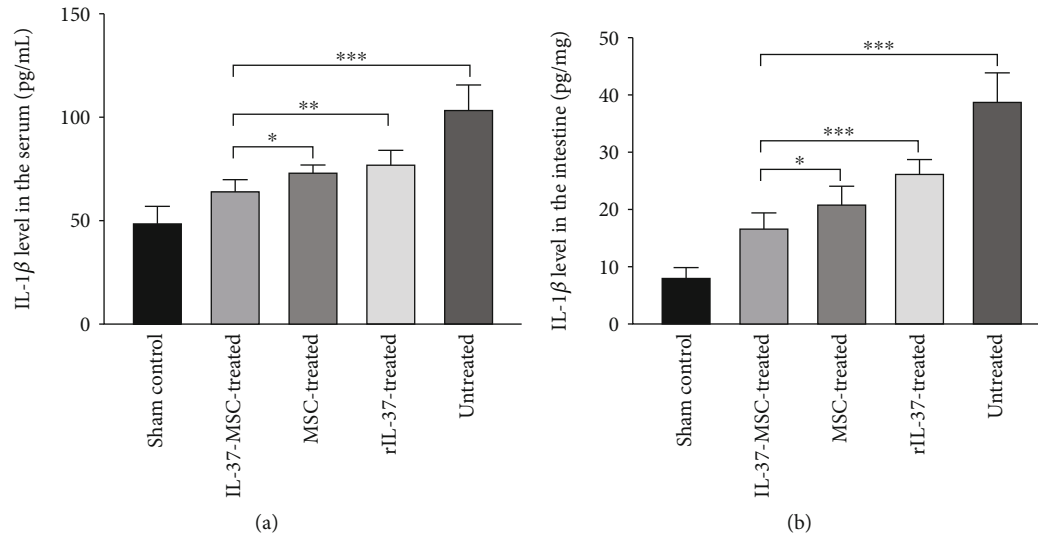 IL-1β level in the serum (pg/mL)
150
100
50
0
***
**
*
Sham control
IL-37-MSC-treated
MSC-treated
rIL-37-treated
Untreated
(a)
IL-1β level in the intestine (pg/mg)
50
40
30
20
10
0
***
***
*
Sham control
IL-37-MSC-treated
MSC-treated
rIL-37-treated
Untreated
(b)